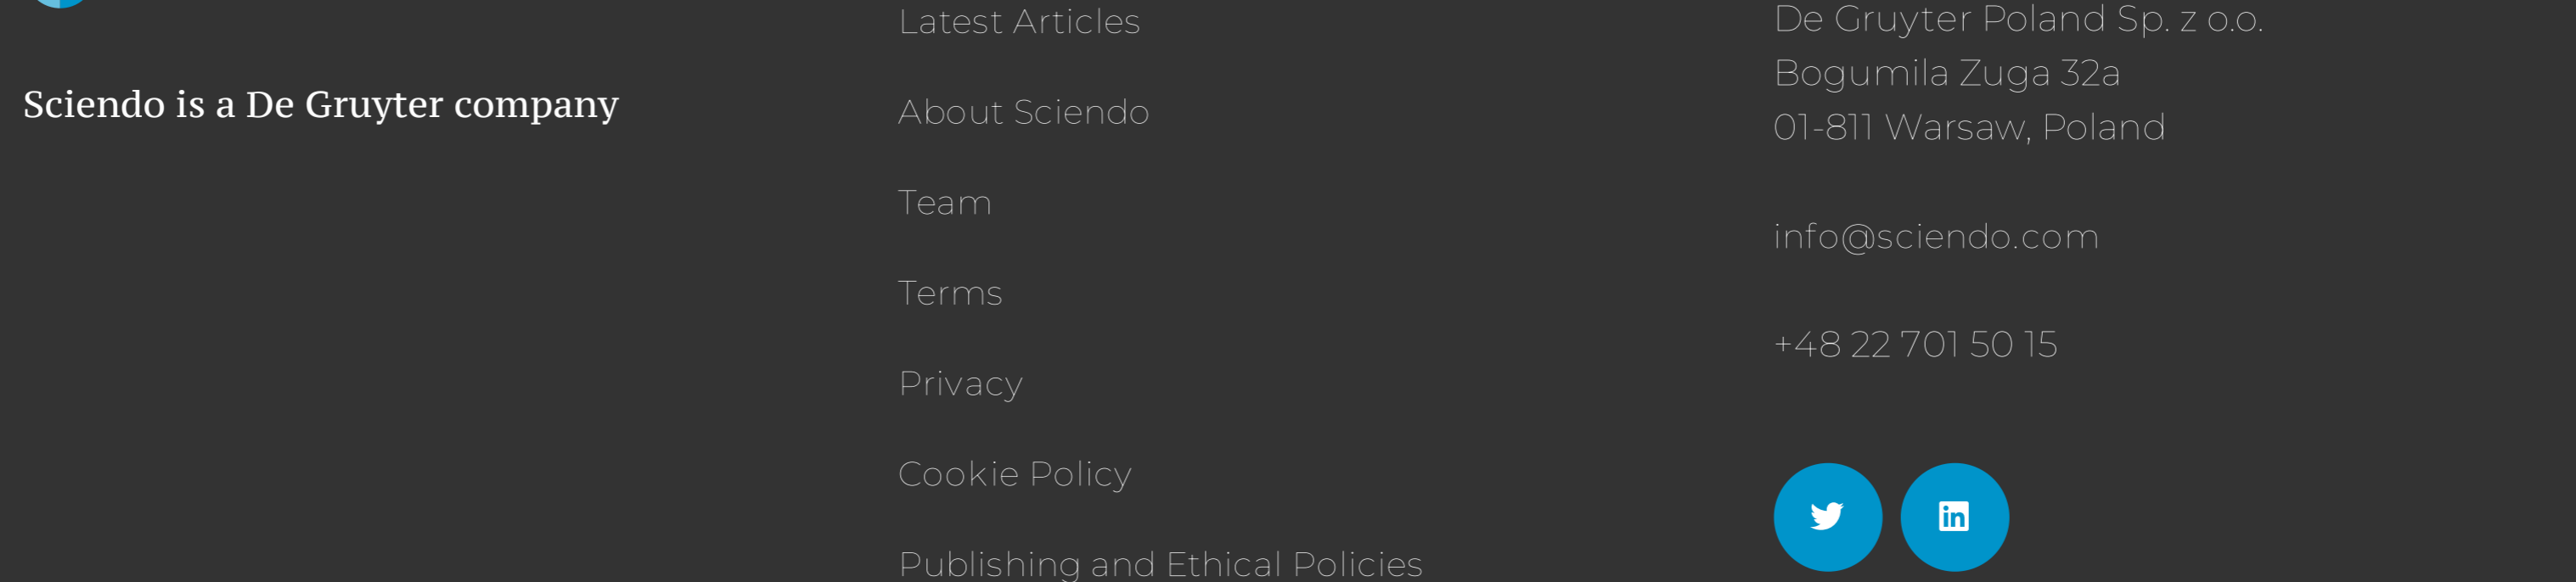 Sciendo is a De Gruyter company
Latest Articles
About Sciendo
Team
Terms
Privacy
Cookie Policy
Publishing and Ethical Policies
De Gruyter Poland Sp. z o.o.
Bogumila Zuga 32a
01-811 Warsaw, Poland
info@sciendo.com
+48 22 701 50 15